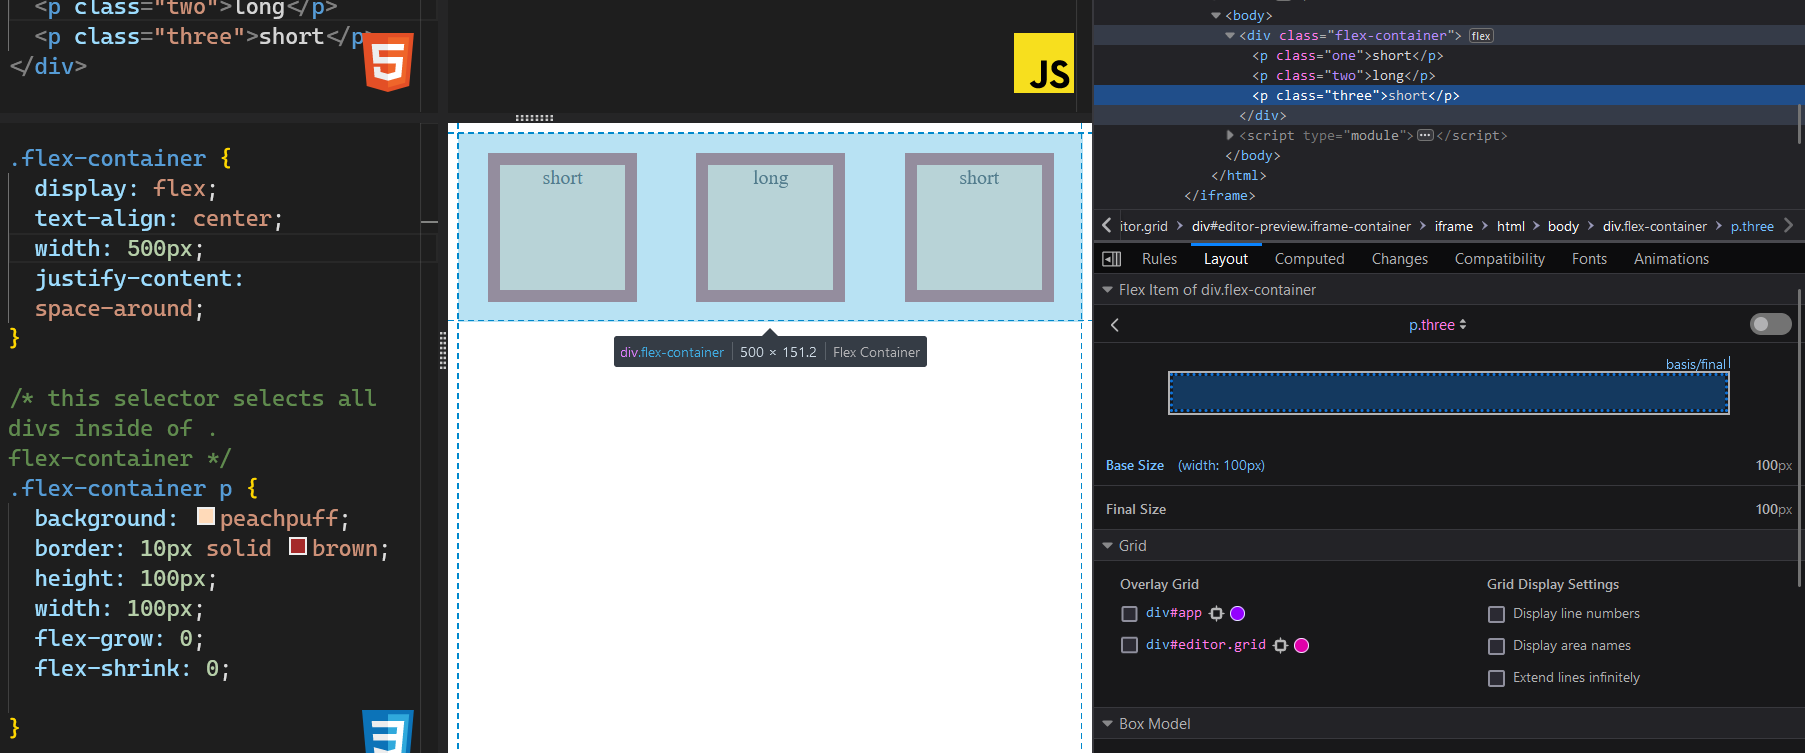 <p class="two">long</p>
<p class="three">short</p>
</div>
.flex-container {
display: flex;
text-align: center;
width: 500px;
justify-content:
space-around;
}
/* this selector selects all
divs inside of .
flex-container */
.flex-container p {
background: peachpuff;
border: 10px solid brown;
height: 100px;
width: 100px;
flex-grow: 0;
flex-shrink: 0;
}
5
3
JS
short
long
short
div.flex-container 500 × 151.2 Flex Container
<body>
<div class="flex-container"> flex
<p class="one">short</p>
<p class="two">long</p>
<p class="three">short</p>
</div>
<script type="module"> ••• </script>
</body>
</html>
</iframe>
itor.grid > div#editor-preview.iframe-container > iframe > html > body > div.flex-container > p.three
Rules Layout Computed Changes Compatibility Fonts Animations
Flex Item of div.flex-container
p.three
basis/final
Base Size (width: 100px) 100px
Final Size 100px
Grid
Overlay Grid
div#app
div#editor.grid
Grid Display Settings
Display line numbers
Display area names
Extend lines infinitely
Box Model